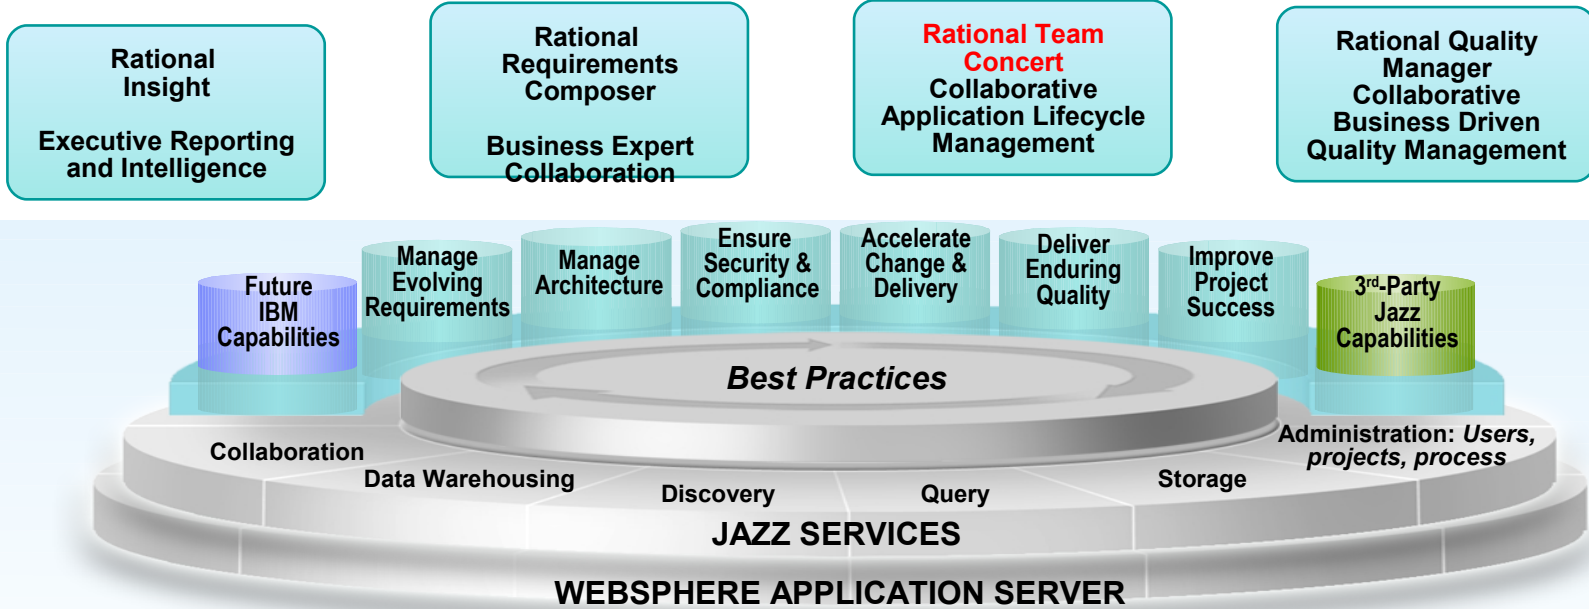 Rational
Insight
Executive Reporting
and Intelligence
Rational
Requirements
Composer
Business Expert
Collaboration
Rational Team
Concert
Collaborative
Application Lifecycle
Management
Rational Quality
Manager
Collaborative
Business Driven
Quality Management
Future
IBM
Capabilities
Manage
Evolving
Requirements
Manage
Architecture
Ensure
Security &
Compliance
Accelerate
Change &
Delivery
Deliver
Enduring
Quality
Improve
Project
Success
3rd-Party
Jazz
Capabilities
Best Practices
Collaboration
Data Warehousing
Discovery
Query
Storage
Administration: Users,
projects, process
JAZZ SERVICES
WEBSPHERE APPLICATION SERVER